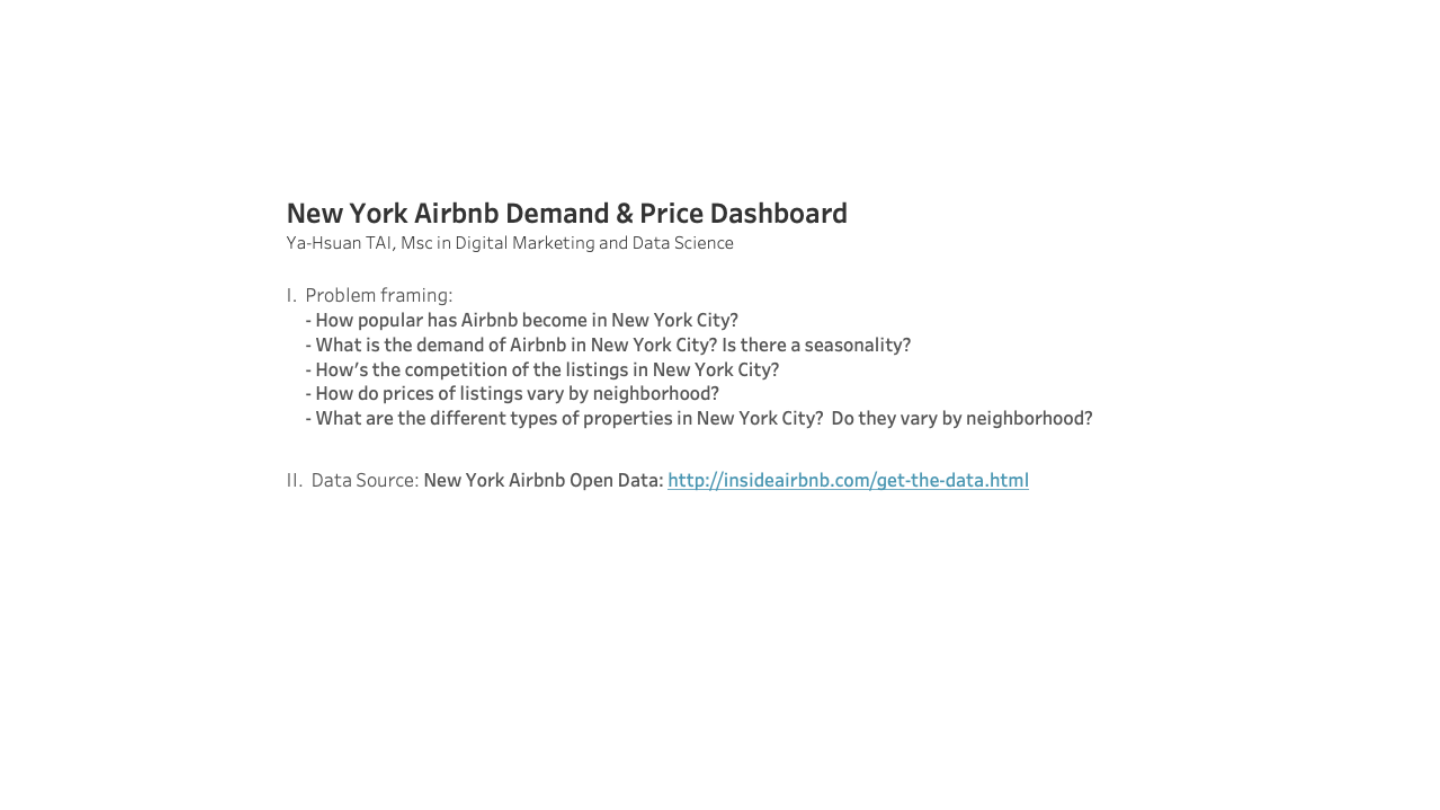 New York Airbnb Demand & Price Dashboard
Ya-Hsuan TAI, Msc in Digital Marketing and Data Science
I. Problem framing:
- How popular has Airbnb become in New York City?
- What is the demand of Airbnb in New York City? Is there a seasonality?
- How’s the competition of the listings in New York City?
- How do prices of listings vary by neighborhood?
- What are the different types of properties in New York City? Do they vary by neighborhood?
II. Data Source: New York Airbnb Open Data: http://insideairbnb.com/get-the-data.html